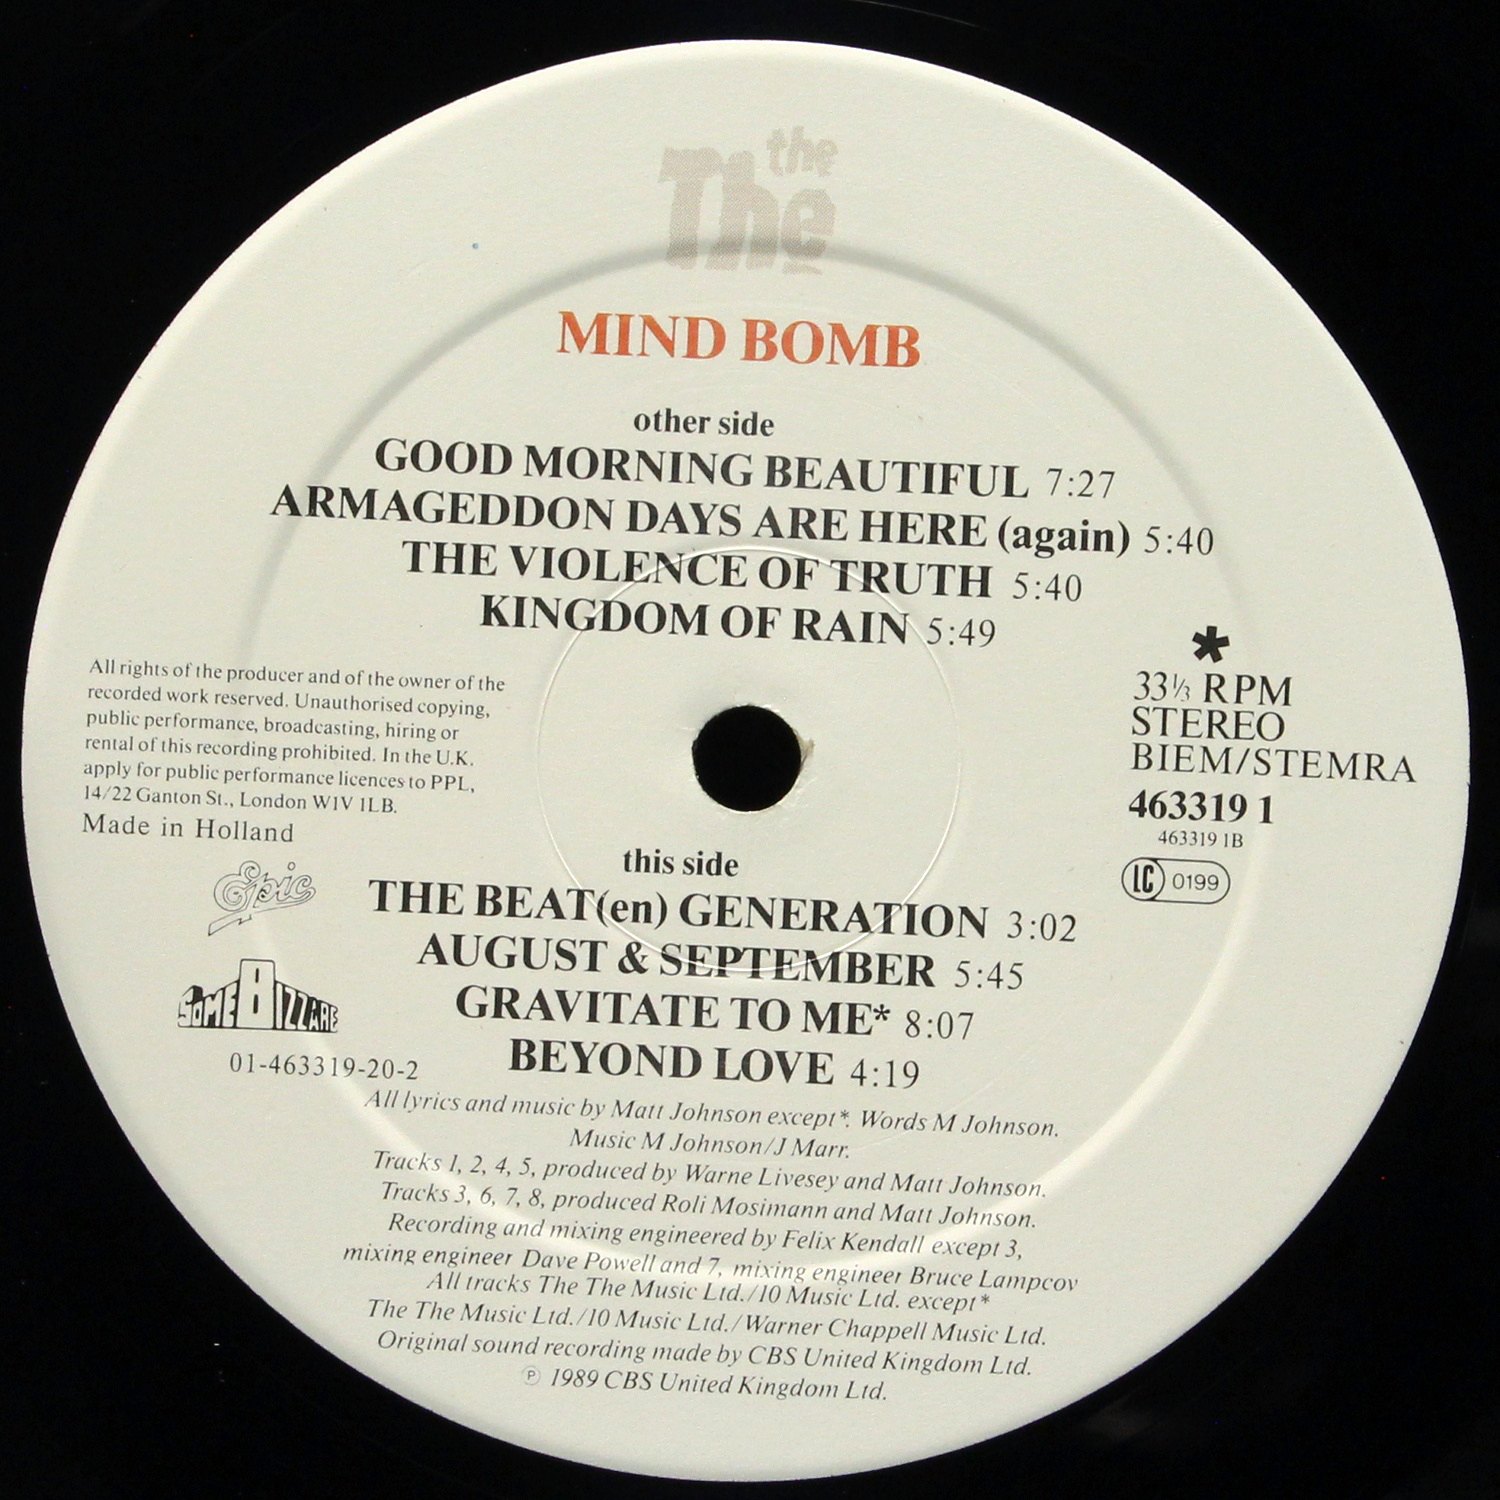 the
The
MIND BOMB
other side
GOOD MORNING BEAUTIFUL 7:27
ARMAGEDDON DAYS ARE HERE (again) 5:40
THE VIOLENCE OF TRUTH 5:40
KINGDOM OF RAIN 5:49
All rights of the producer and of the owner of the
recorded work reserved. Unauthorised copying,
public performance, broadcasting, hiring or
rental of this recording prohibited. In the U.K.
apply for public performance licences to PPL,
14/22 Ganton St., London W1V 1LB.
Made in Holland
*
33⅓ RPM
STEREO
BIEM/STEMRA
463319 1
463319 1B
LC 0199
Epic
SOME BIZZARE
01-463319-20-2
this side
THE BEAT(en) GENERATION 3:02
AUGUST & SEPTEMBER 5:45
GRAVITATE TO ME* 8:07
BEYOND LOVE 4:19
All lyrics and music by Matt Johnson except*. Words M Johnson.
Music M Johnson/J Marr.
Tracks 1, 2, 4, 5, produced by Warne Livesey and Matt Johnson.
Tracks 3, 6, 7, 8, produced Roli Mosimann and Matt Johnson.
Recording and mixing engineered by Felix Kendall except 3,
mixing engineer Dave Powell and 7, mixing engineer Bruce Lampcov
All tracks The The Music Ltd./10 Music Ltd. except*
The The Music Ltd./10 Music Ltd./Warner Chappell Music Ltd.
Original sound recording made by CBS United Kingdom Ltd.
℗ 1989 CBS United Kingdom Ltd.